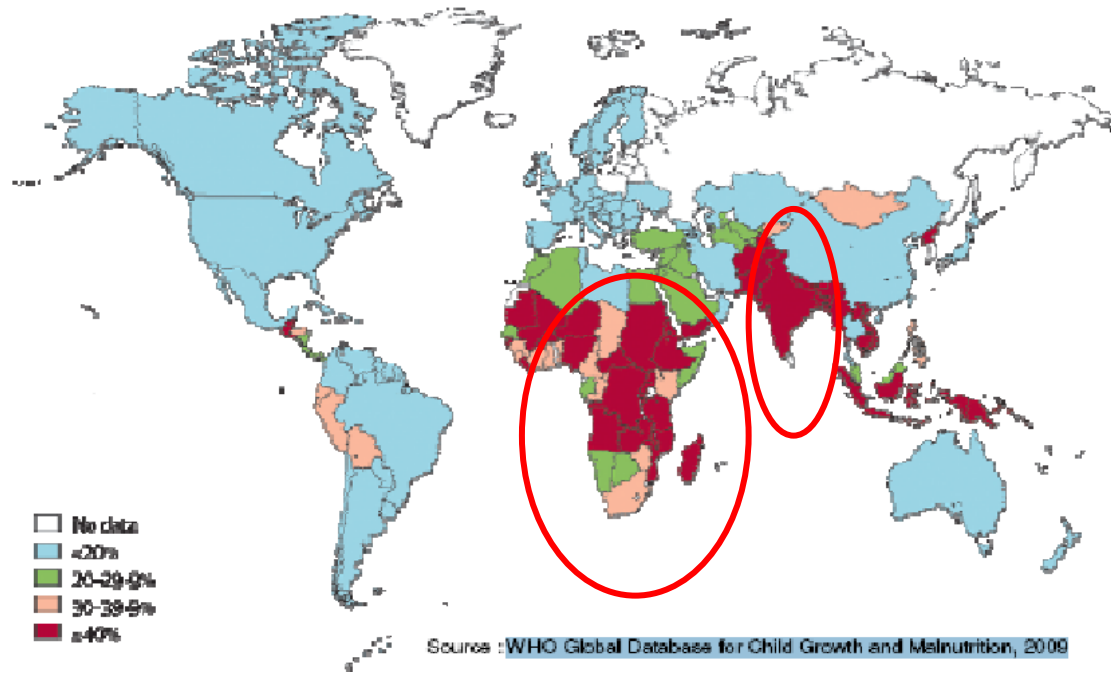 No data
<20%
20-29·9%
30-39·9%
≥40%
Source : WHO Global Database for Child Growth and Malnutrition, 2009